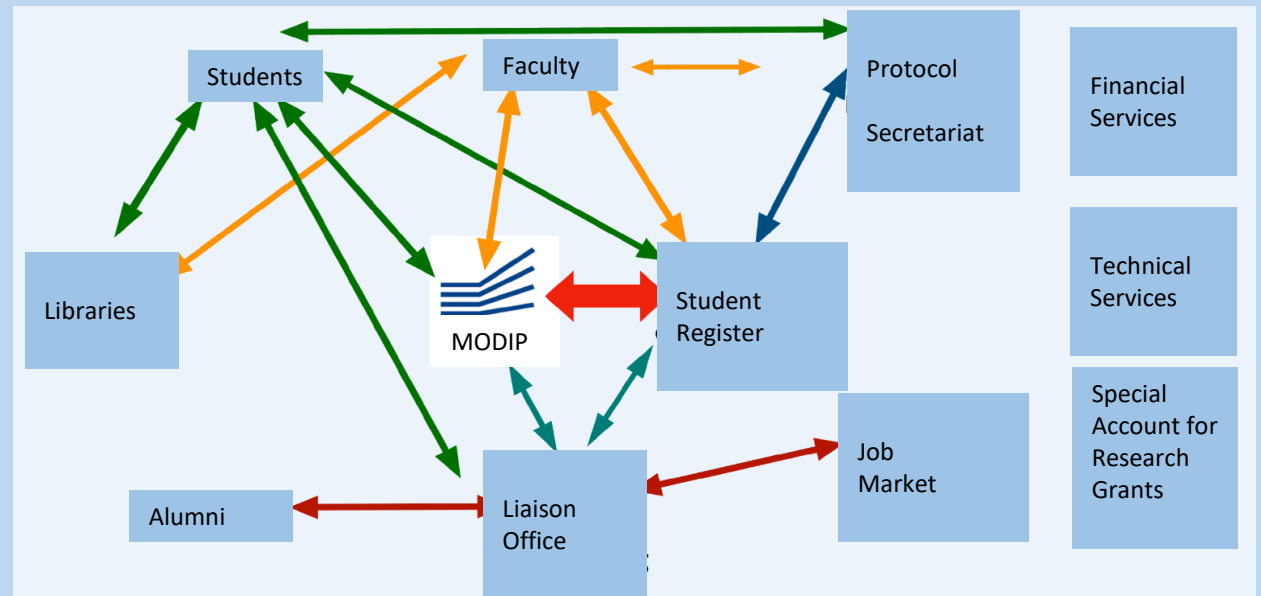 Students
Faculty
Protocol
Secretariat
Financial
Services
Libraries
MODIP
Student
Register
Technical
Services
Alumni
Liaison
Office
Job
Market
Special
Account for
Research
Grants